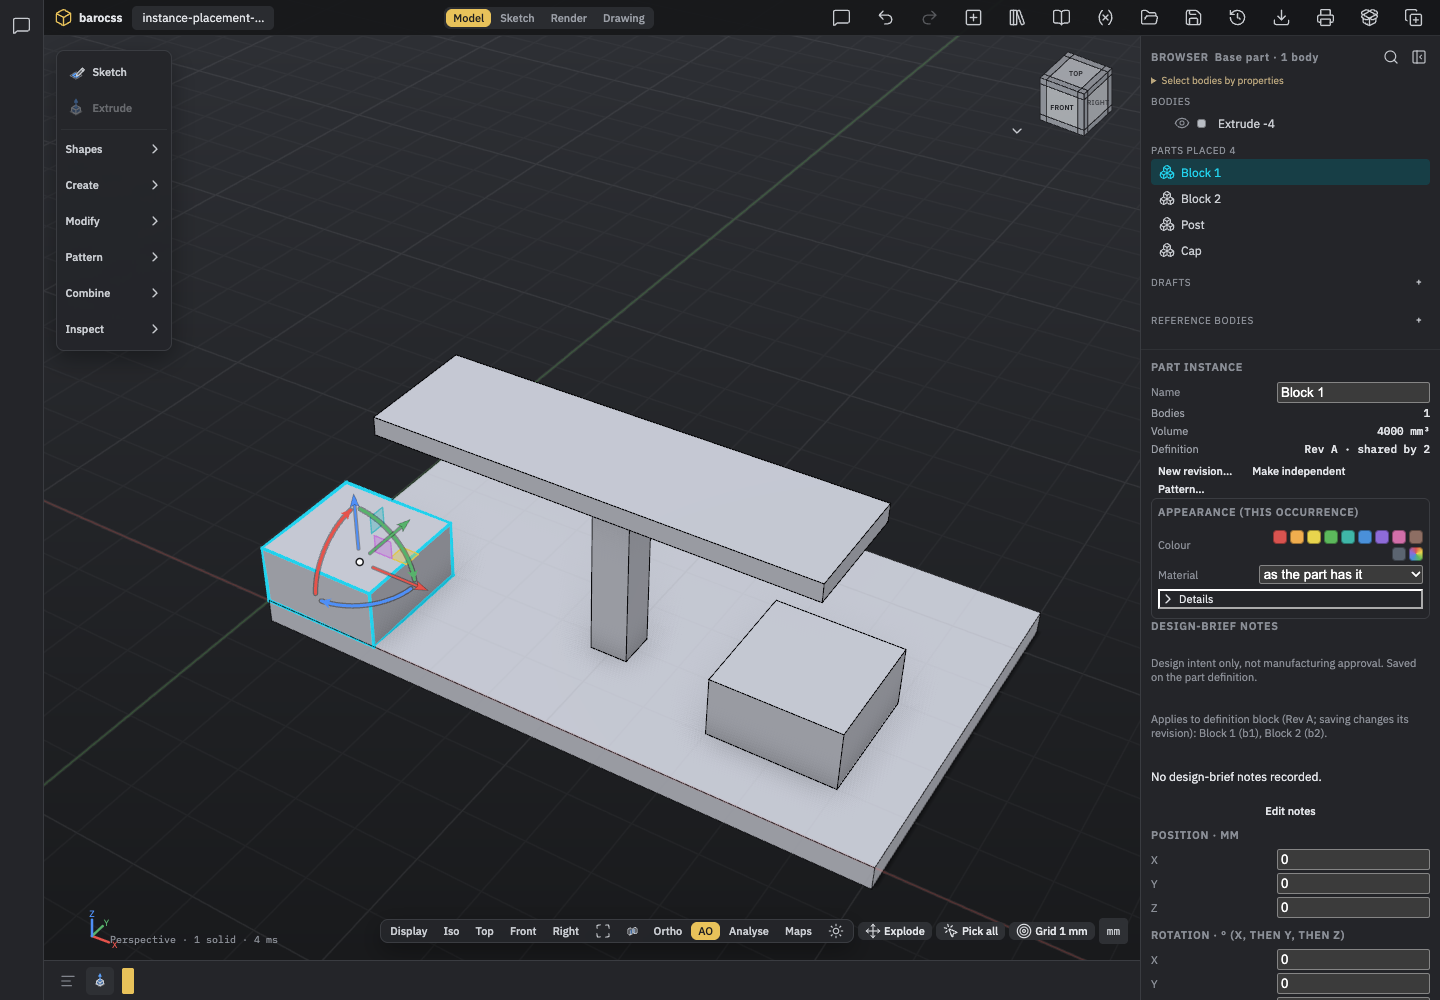 barocss
instance-placement-...
Model
Sketch
Render
Drawing
Sketch
Extrude
Shapes
Create
Modify
Pattern
Combine
Inspect
TOP
FRONT
RIGHT
BROWSER Base part · 1 body
Select bodies by properties
BODIES
Extrude -4
PARTS PLACED 4
Block 1
Block 2
Post
Cap
DRAFTS +
REFERENCE BODIES +
PART INSTANCE
Name Block 1
Bodies 1
Volume 4000 mm³
Definition Rev A · shared by 2
New revision... Make independent
Pattern...
APPEARANCE (THIS OCCURRENCE)
Colour
Material as the part has it
Details
DESIGN-BRIEF NOTES
Design intent only, not manufacturing approval. Saved
on the part definition.
Applies to definition block (Rev A; saving changes its
revision): Block 1 (b1), Block 2 (b2).
No design-brief notes recorded.
Edit notes
POSITION · MM
X 0
Y 0
Z 0
ROTATION · ° (X, THEN Y, THEN Z)
X 0
Y 0
Z
Y
X
Perspective · 1 solid · 4 ms
Display Iso Top Front Right Ortho AO Analyse Maps Explode Pick all Grid 1 mm mm